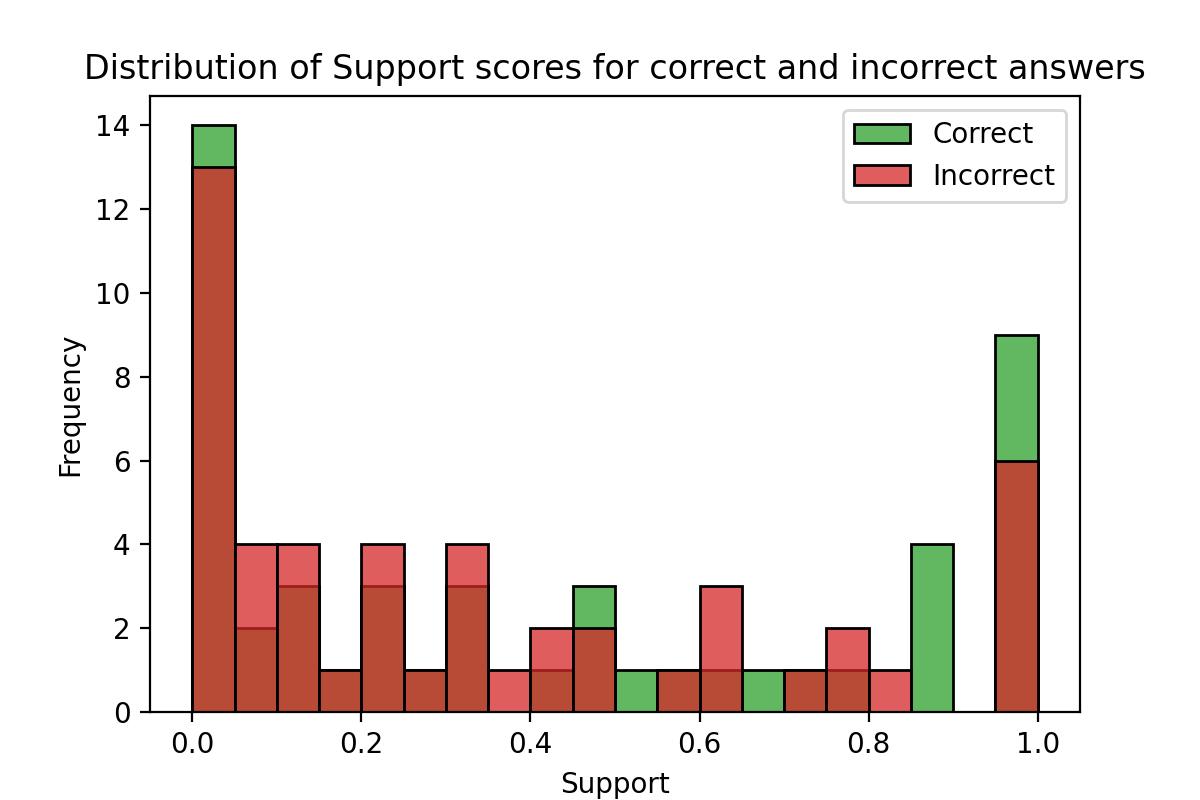 Distribution of Support scores for correct and incorrect answers
Correct
Incorrect
14
12
10
8
6
4
2
0
Frequency
0.0 0.2 0.4 0.6 0.8 1.0
Support